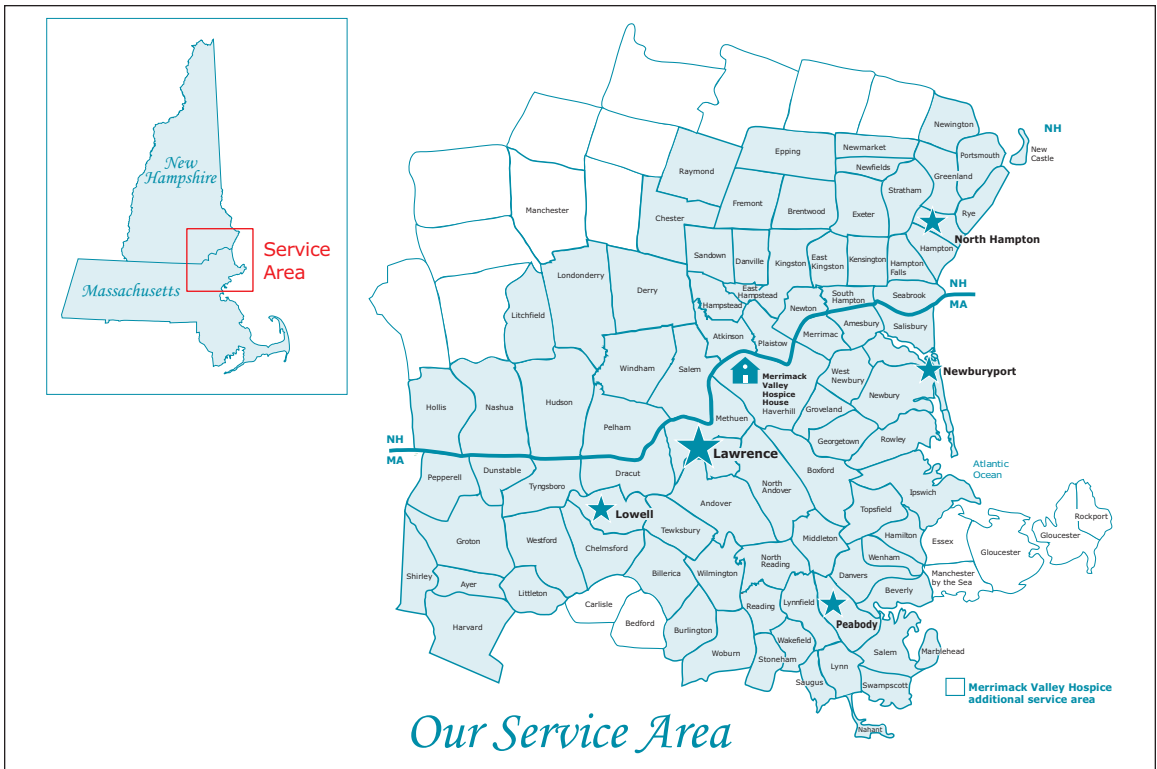 New
Hampshire
Massachusetts
Service
Area
Newington
NH
Portsmouth
New
Castle
Epping
Newmarket
Newfields
Greenland
Raymond
Stratham
Fremont
Brentwood
Exeter
Rye
Manchester
Chester
North Hampton
Hampton
Sandown
Danville
Kingston
East
Kingston
Kensington
Hampton
Falls
Londonderry
Derry
East
Hampstead
Hampstead
Newton
South
Hampton
Seabrook
NH
MA
Litchfield
Atkinson
Plaistow
Merrimac
Amesbury
Salisbury
Windham
Salem
Merrimack
Valley
Hospice
House
Haverhill
West
Newbury
Newburyport
Newbury
Hollis
Nashua
Hudson
Pelham
Methuen
Groveland
Georgetown
Rowley
NH
MA
Lawrence
Pepperell
Dunstable
Tyngsboro
Dracut
North
Andover
Boxford
Atlantic
Ocean
Ipswich
Andover
Topsfield
Lowell
Tewksbury
Rockport
Gloucester
Gloucester
Essex
Hamilton
Middleton
Groton
Westford
Chelmsford
Wenham
North
Reading
Shirley
Ayer
Littleton
Billerica
Wilmington
Danvers
Manchester
by the Sea
Beverly
Carlisle
Reading
Lynnfield
Peabody
Harvard
Bedford
Burlington
Wakefield
Woburn
Stoneham
Lynn
Salem
Marblehead
Saugus
Swampscott
Nahant
Merrimack Valley Hospice
additional service area
Our Service Area